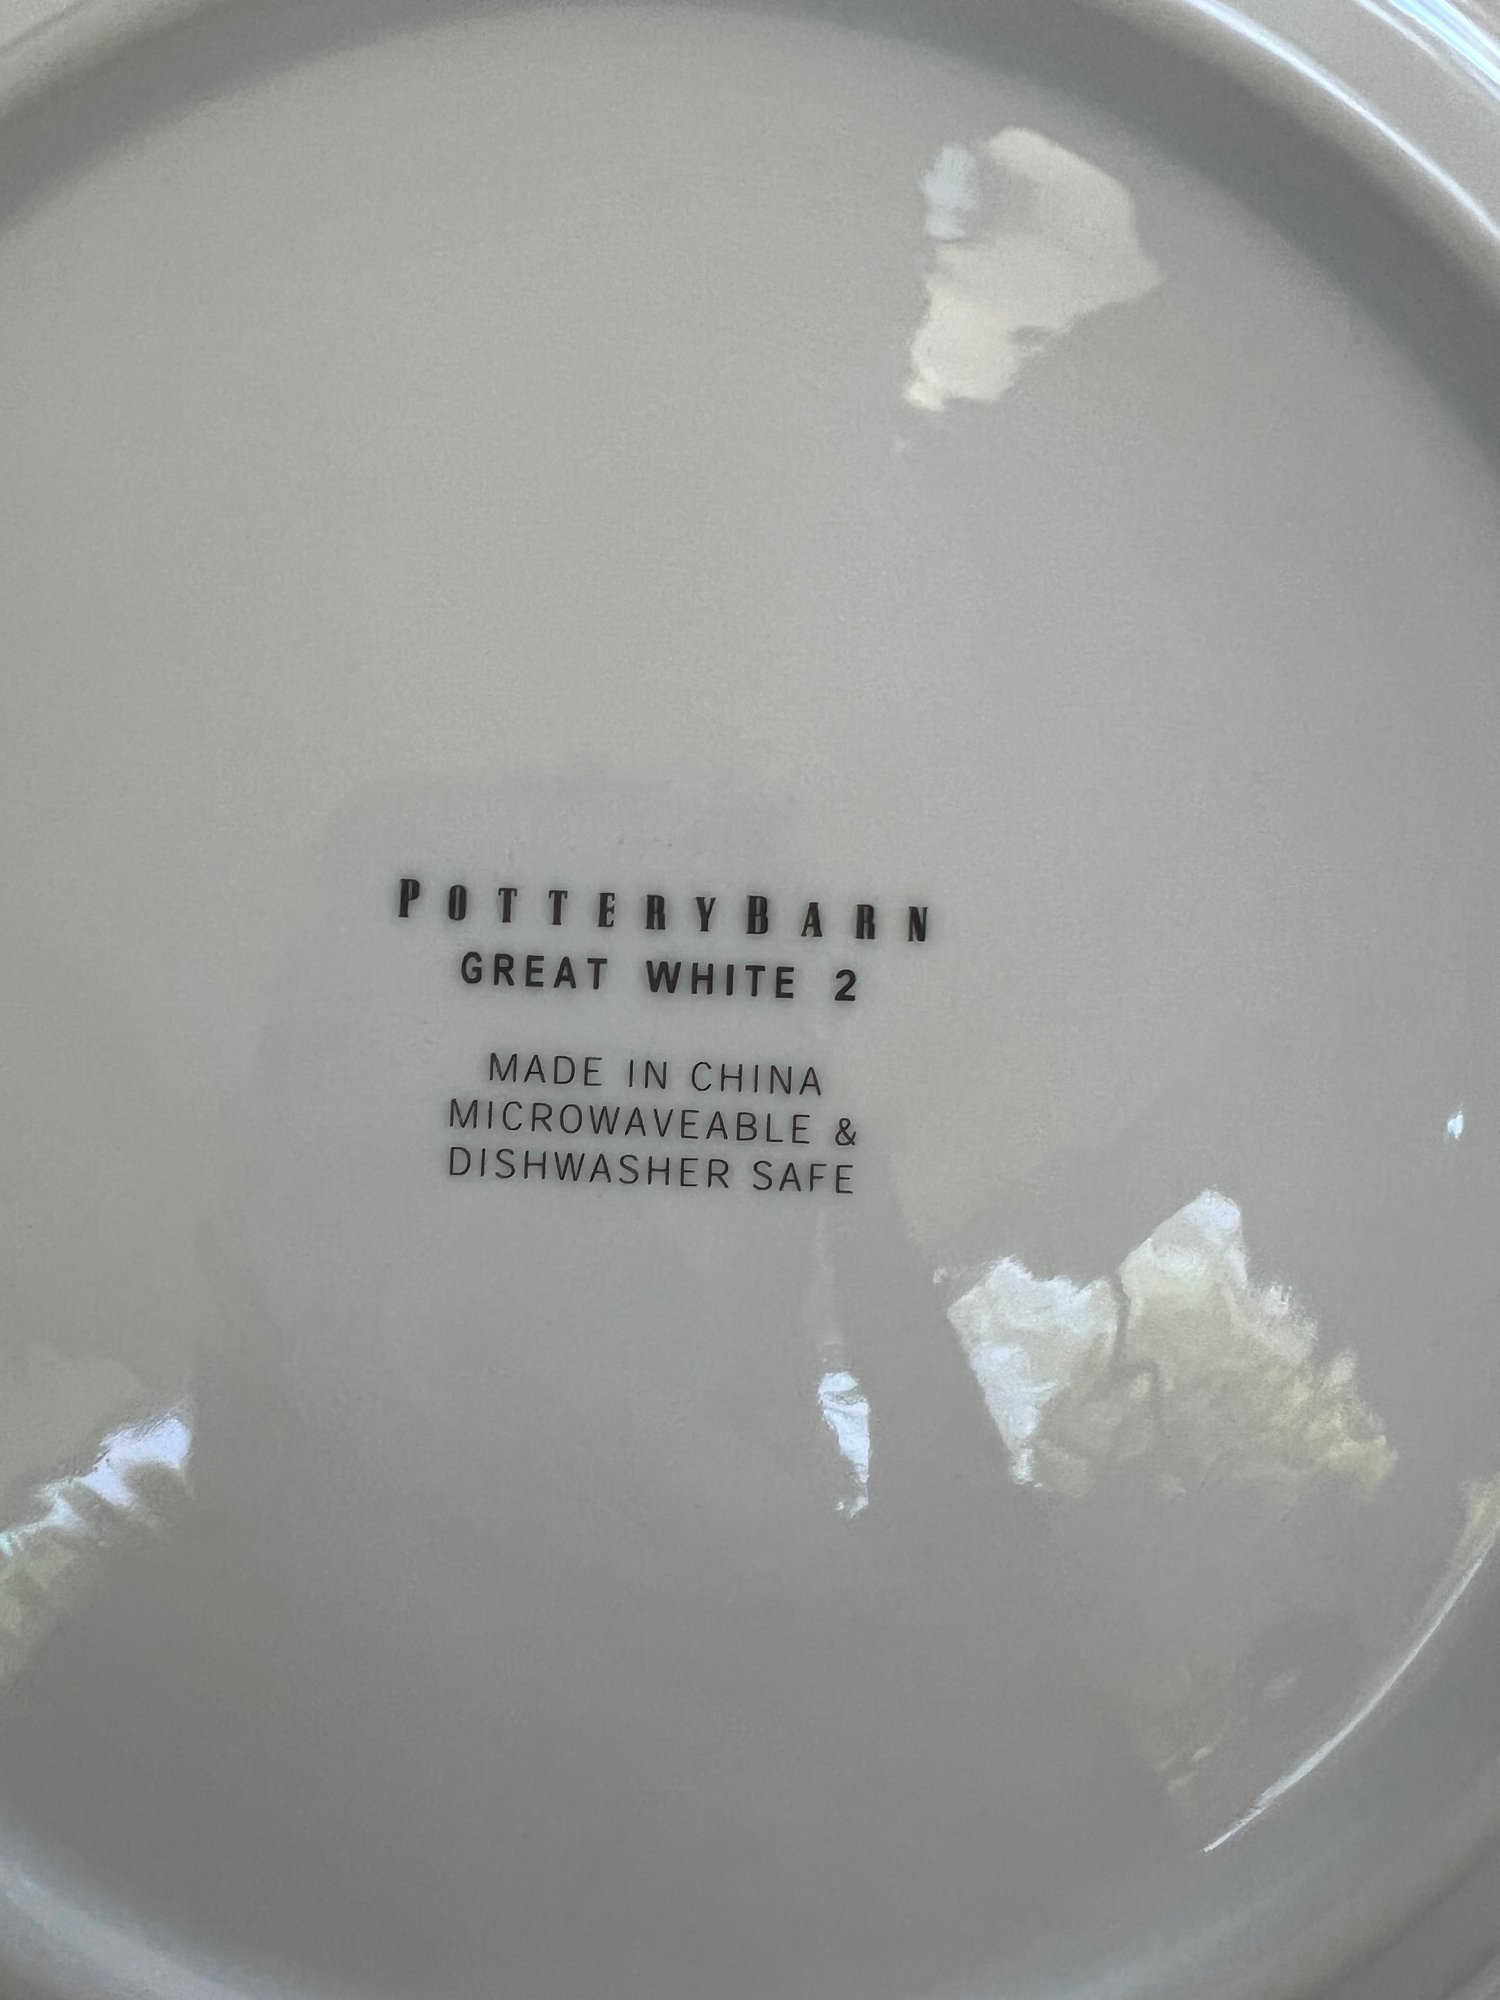 POTTERYBARN
GREAT WHITE 2
MADE IN CHINA
MICROWAVEABLE &
DISHWASHER SAFE